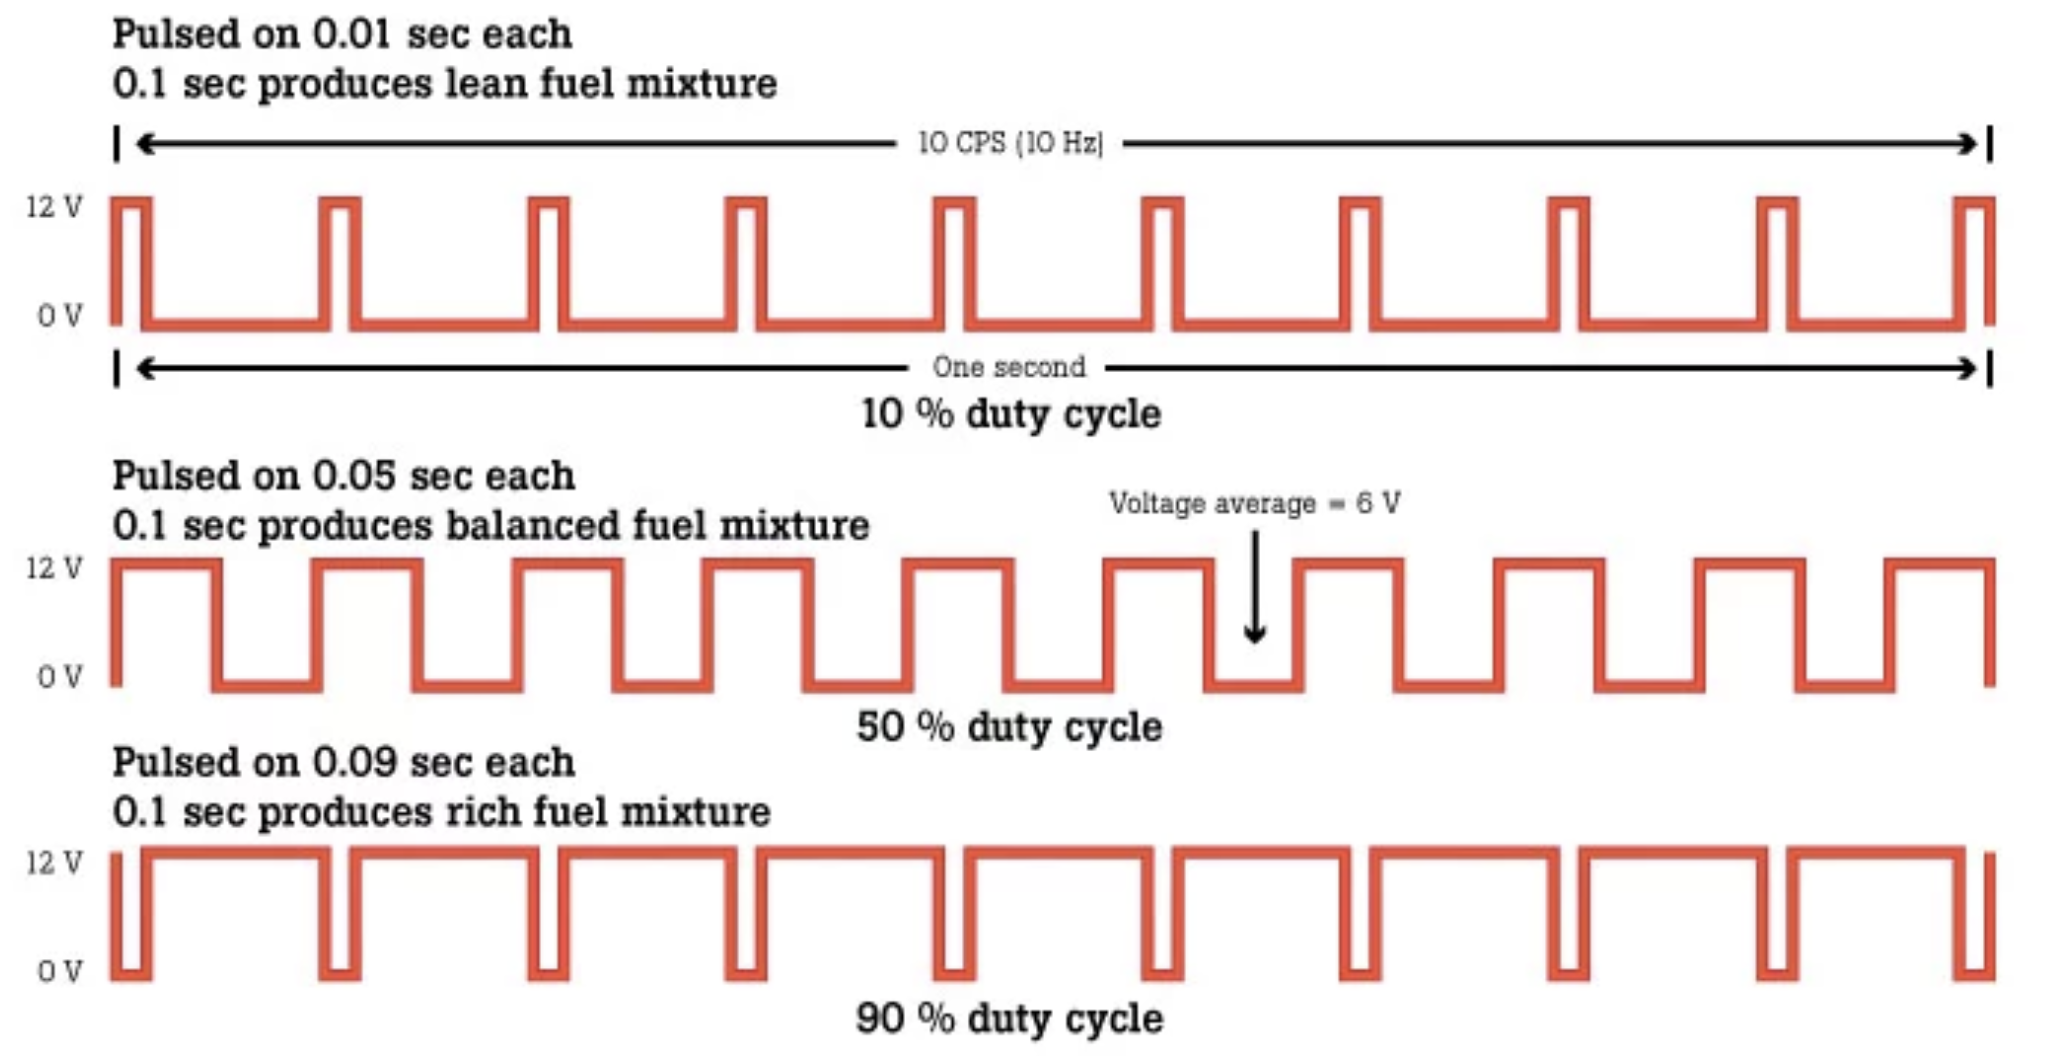 Pulsed on 0.01 sec each
0.1 sec produces lean fuel mixture
10 CPS (10 Hz)
12 V
0 V
One second
10 % duty cycle
Pulsed on 0.05 sec each
0.1 sec produces balanced fuel mixture
Voltage average = 6 V
12 V
0 V
50 % duty cycle
Pulsed on 0.09 sec each
0.1 sec produces rich fuel mixture
12 V
0 V
90 % duty cycle